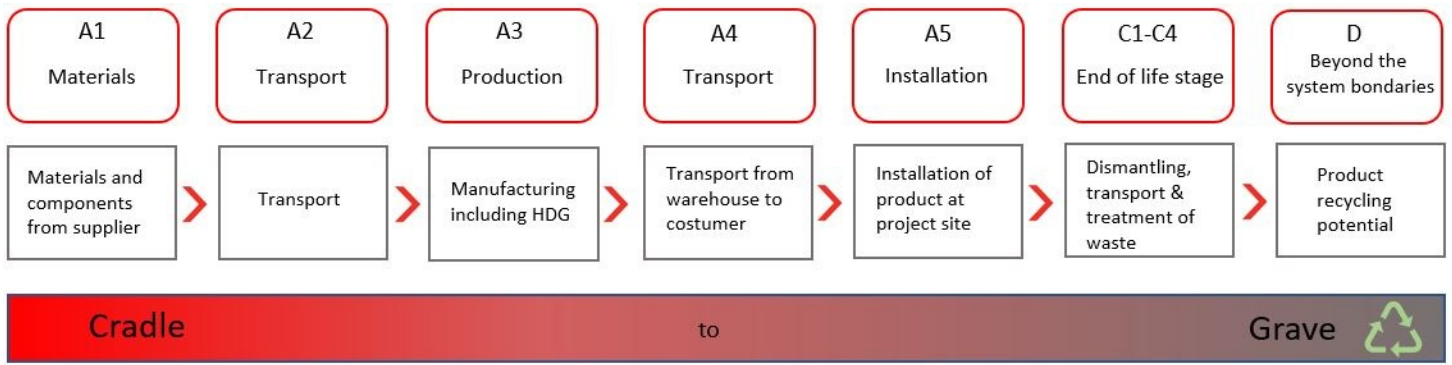 A1
Materials
A2
Transport
A3
Production
A4
Transport
A5
Installation
C1-C4
End of life stage
D
Beyond the
system bondaries
Materials and
components
from supplier
Transport
Manufacturing
including HDG
Transport from
warehouse to
costumer
Installation of
product at
project site
Dismantling,
transport &
treatment of
waste
Product
recycling
potential
Cradle
to
Grave